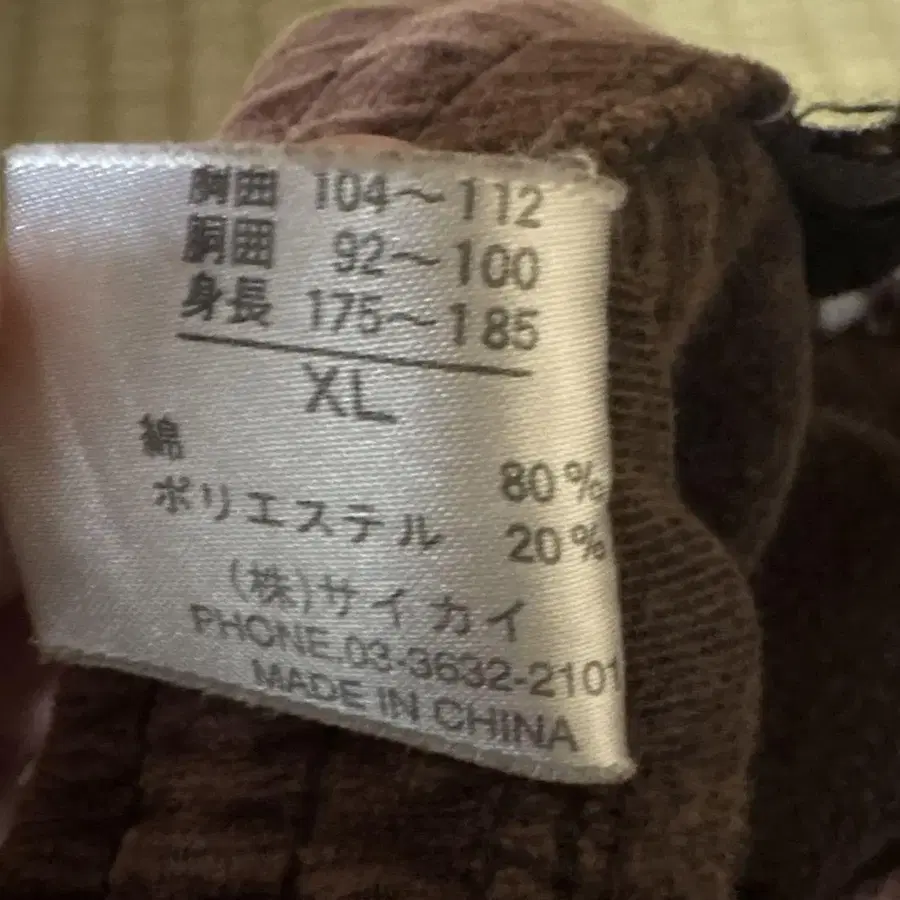 胸囲 104～112
胴囲 92～100
身長 175～185
XL
綿 80%
ポリエステル 20%
(株)サイカイ
PHONE.03-3632-2101
MADE IN CHINA